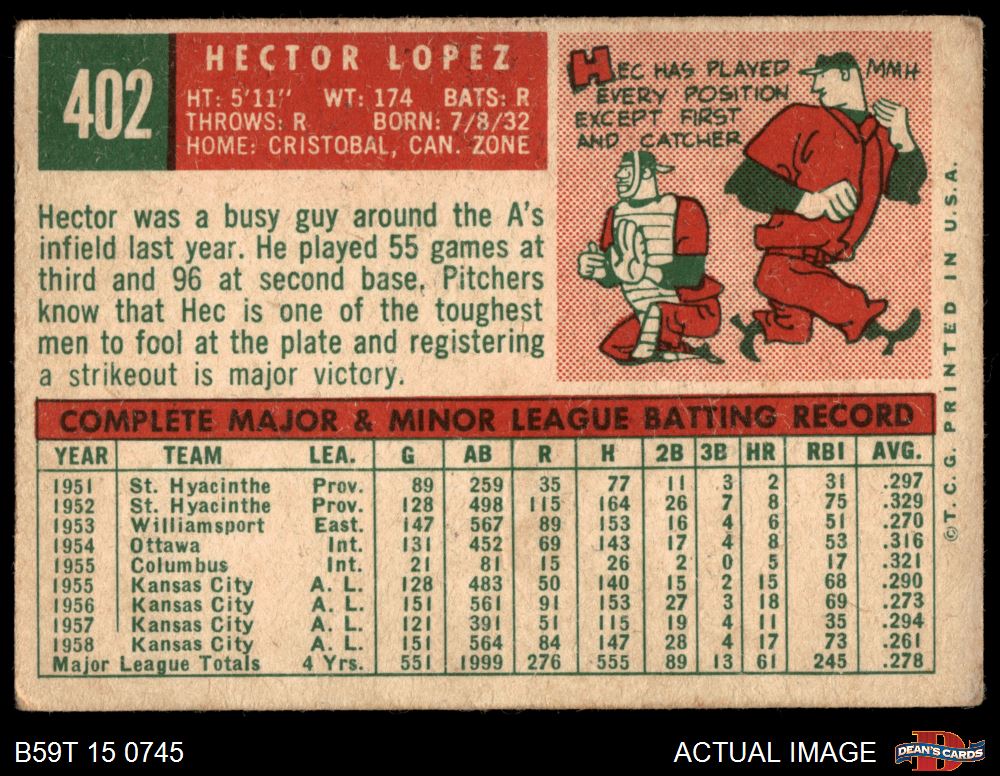 402
HECTOR LOPEZ
HT: 5'11" WT: 174 BATS: R
THROWS: R BORN: 7/8/32
HOME: CRISTOBAL, CAN. ZONE
HEC HAS PLAYED
EVERY POSITION
EXCEPT FIRST
AND CATCHER
MMH
Hector was a busy guy around the A's
infield last year. He played 55 games at
third and 96 at second base. Pitchers
know that Hec is one of the toughest
men to fool at the plate and registering
a strikeout is major victory.
COMPLETE MAJOR & MINOR LEAGUE BATTING RECORD
YEAR TEAM LEA. G AB R H 2B 3B HR RBI AVG.
1951 St. Hyacinthe Prov. 89 259 35 77 11 3 2 31 .297
1952 St. Hyacinthe Prov. 128 498 115 164 26 7 8 75 .329
1953 Williamsport East. 147 567 89 153 16 4 6 51 .270
1954 Ottawa Int. 131 452 69 143 17 4 8 53 .316
1955 Columbus Int. 21 81 15 26 2 0 5 17 .321
1955 Kansas City A. L. 128 483 50 140 15 2 15 68 .290
1956 Kansas City A. L. 151 561 91 153 27 3 18 69 .273
1957 Kansas City A. L. 121 391 51 115 19 4 11 35 .294
1958 Kansas City A. L. 151 564 84 147 28 4 17 73 .261
Major League Totals 4 Yrs. 551 1999 276 555 89 13 61 245 .278
© T. C. G. PRINTED IN U.S.A.
B59T 15 0745
ACTUAL IMAGE
D
DEAN'S CARDS